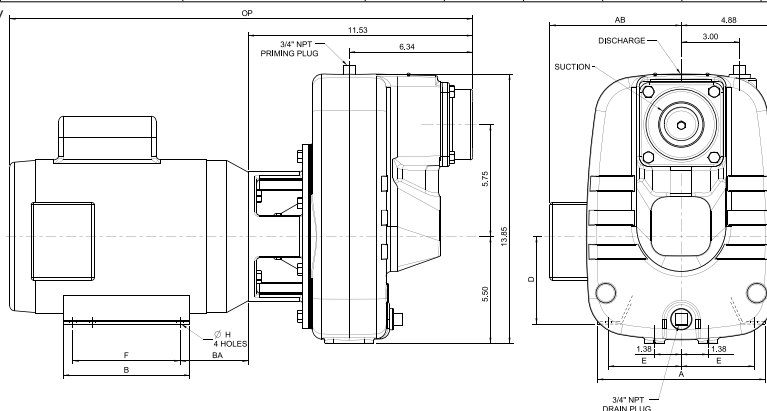 OP
AB
4.88
11.53
3/4" NPT
PRIMING PLUG
6.34
DISCHARGE
3.00
SUCTION
5.75
13.85
5.50
D
Ø H
4 HOLES
F
BA
B
1.38
1.38
E
E
A
3/4" NPT
DRAIN PLUG